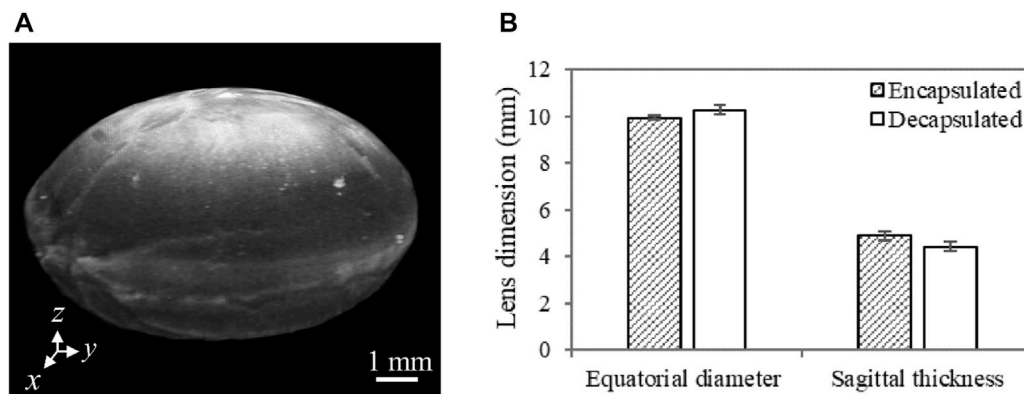 A
z
y
x
1 mm
B
Lens dimension (mm)
12
10
8
6
4
2
0
Encapsulated
Decapsulated
Equatorial diameter
Sagittal thickness